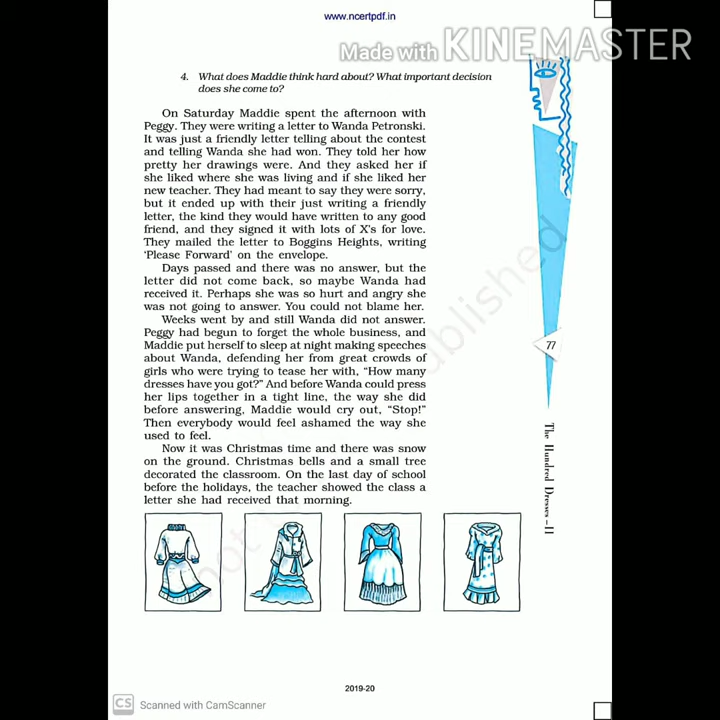 www.ncertpdf.in
Made with KINEMASTER
4. What does Maddie think hard about? What important decision
does she come to?
On Saturday Maddie spent the afternoon with
Peggy. They were writing a letter to Wanda Petronski.
It was just a friendly letter telling about the contest
and telling Wanda she had won. They told her how
pretty her drawings were. And they asked her if
she liked where she was living and if she liked her
new teacher. They had meant to say they were sorry,
but it ended up with their just writing a friendly
letter, the kind they would have written to any good
friend, and they signed it with lots of X's for love.
They mailed the letter to Boggins Heights, writing
‘Please Forward’ on the envelope.
Days passed and there was no answer, but the
letter did not come back, so maybe Wanda had
received it. Perhaps she was so hurt and angry she
was not going to answer. You could not blame her.
Weeks went by and still Wanda did not answer.
Peggy had begun to forget the whole business, and
Maddie put herself to sleep at night making speeches
about Wanda, defending her from great crowds of
girls who were trying to tease her with, “How many
dresses have you got?” And before Wanda could press
her lips together in a tight line, the way she did
before answering, Maddie would cry out, “Stop!”
Then everybody would feel ashamed the way she
used to feel.
Now it was Christmas time and there was snow
on the ground. Christmas bells and a small tree
decorated the classroom. On the last day of school
before the holidays, the teacher showed the class a
letter she had received that morning.
77
The Hundred Dresses–II
2019-20
CS Scanned with CamScanner